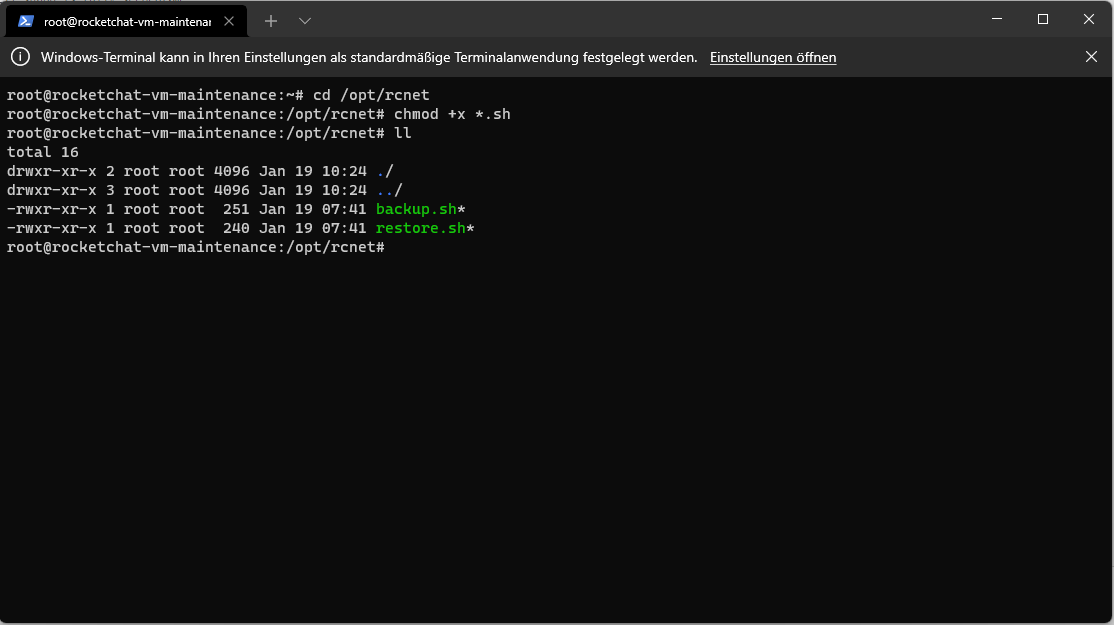 root@rocketchat-vm-maintenar
Windows-Terminal kann in Ihren Einstellungen als standardmäßige Terminalanwendung festgelegt werden. Einstellungen öffnen
root@rocketchat-vm-maintenance:~# cd /opt/rcnet
root@rocketchat-vm-maintenance:/opt/rcnet# chmod +x *.sh
root@rocketchat-vm-maintenance:/opt/rcnet# ll
total 16
drwxr-xr-x 2 root root 4096 Jan 19 10:24 ./
drwxr-xr-x 3 root root 4096 Jan 19 10:24 ../
-rwxr-xr-x 1 root root  251 Jan 19 07:41 backup.sh*
-rwxr-xr-x 1 root root  240 Jan 19 07:41 restore.sh*
root@rocketchat-vm-maintenance:/opt/rcnet#